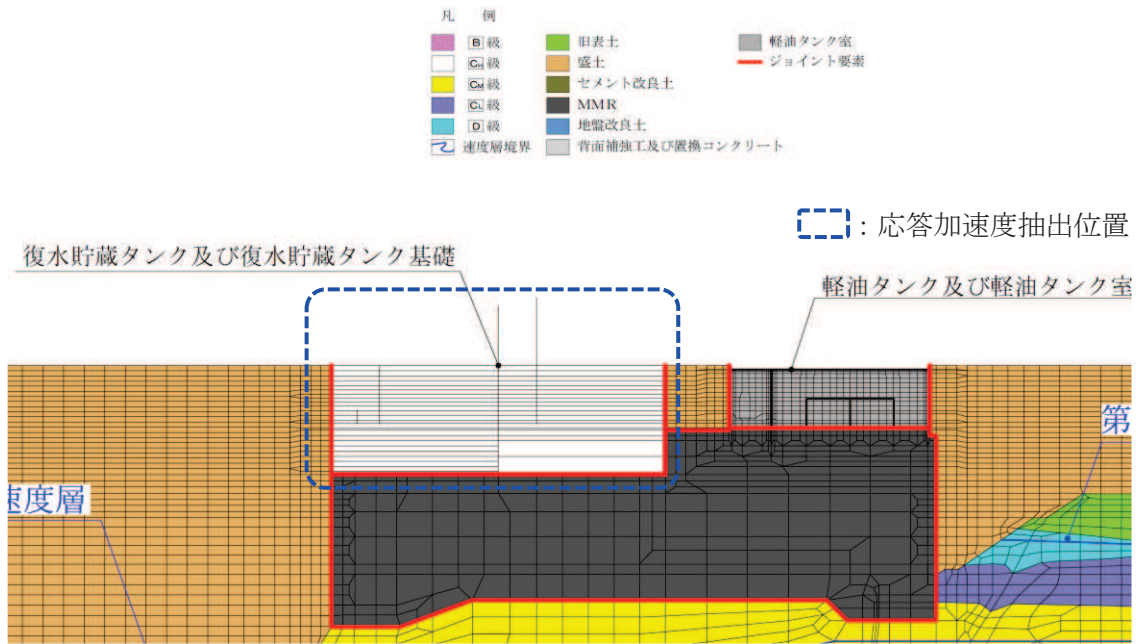 凡 例
B 級
CH 級
CM 級
CL 級
D 級
速度層境界
旧表土
盛土
セメント改良土
MMR
地盤改良土
背面補強工及び置換コンクリート
軽油タンク室
ジョイント要素
：応答加速度抽出位置
復水貯蔵タンク及び復水貯蔵タンク基礎
軽油タンク及び軽油タンク室
第
速度層